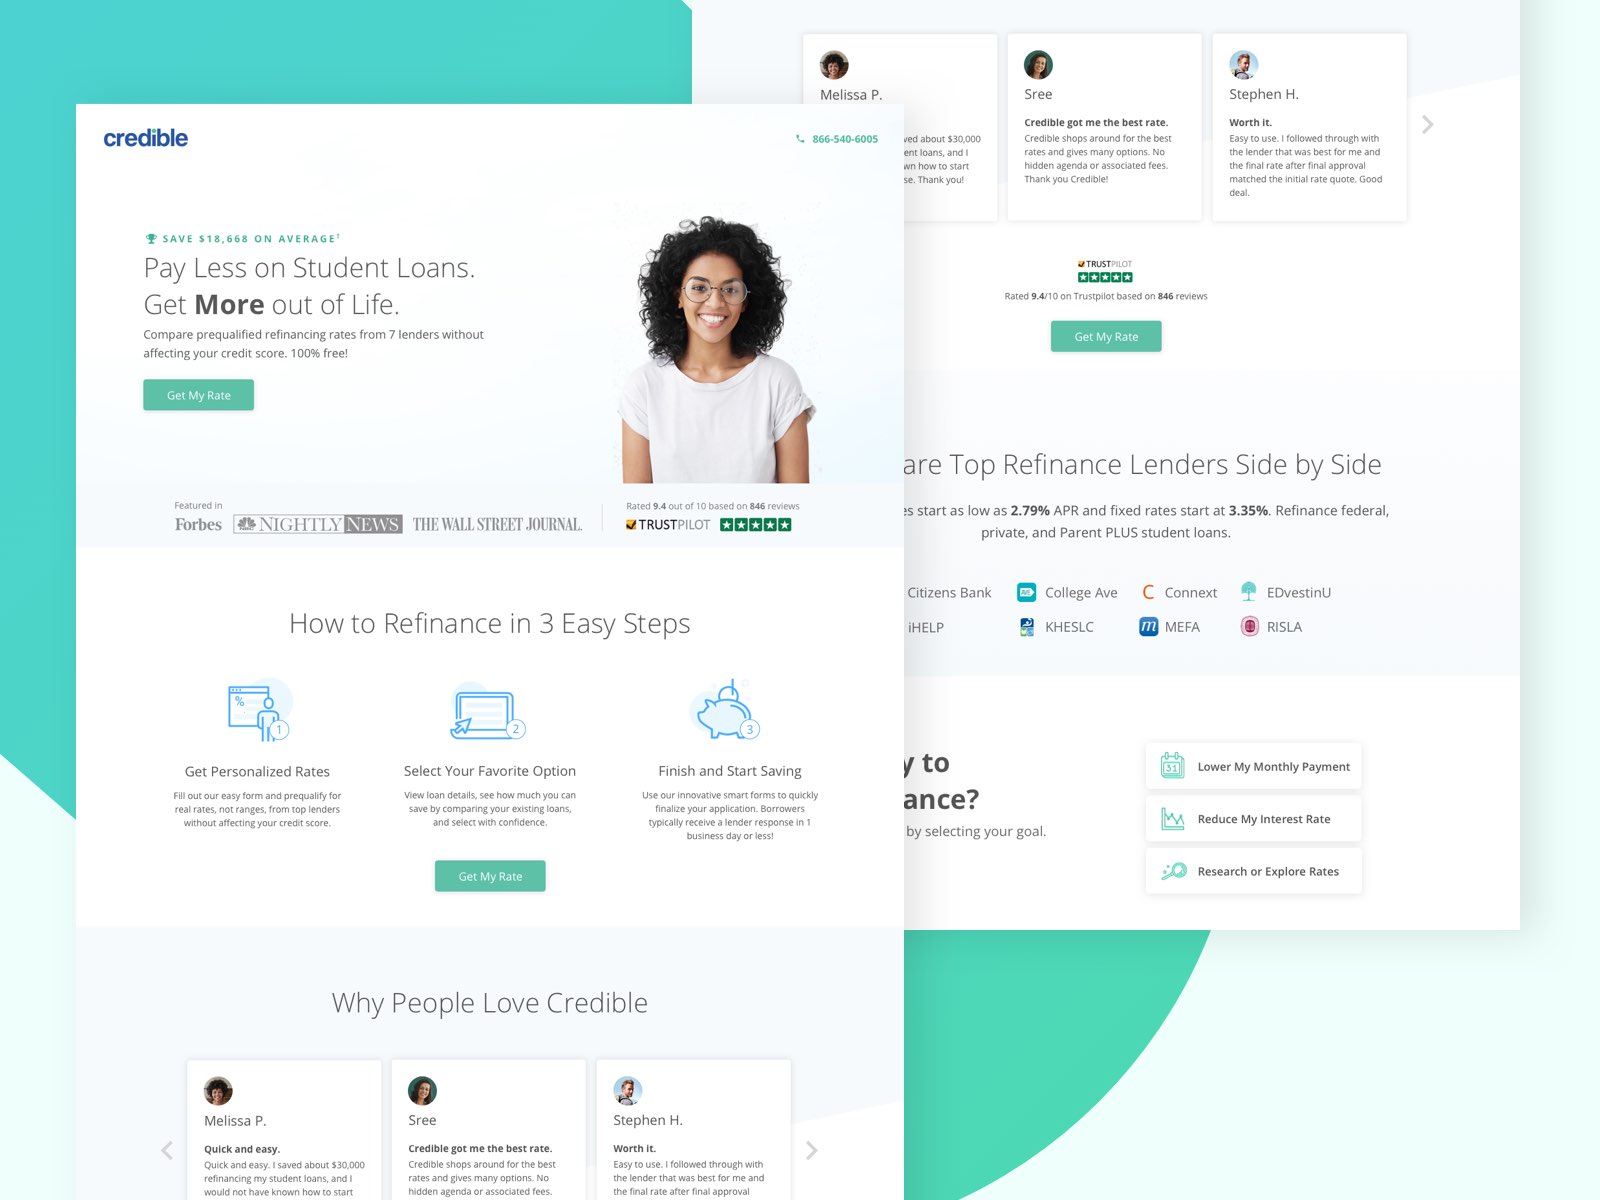 credible
866-540-6005
SAVE $18,668 ON AVERAGE†
Pay Less on Student Loans.
Get More out of Life.
Compare prequalified refinancing rates from 7 lenders without
affecting your credit score. 100% free!
Get My Rate
Featured in
Forbes
NIGHTLY NEWS
THE WALL STREET JOURNAL.
Rated 9.4 out of 10 based on 846 reviews
TRUSTPILOT
How to Refinance in 3 Easy Steps
%
1
Get Personalized Rates
Fill out our easy form and prequalify for
real rates, not ranges, from top lenders
without affecting your credit score.
2
Select Your Favorite Option
View loan details, see how much you can
save by comparing your existing loans,
and select with confidence.
3
Finish and Start Saving
Use our innovative smart forms to quickly
finalize your application. Borrowers
typically receive a lender response in 1
business day or less!
Get My Rate
Why People Love Credible
Melissa P.
Quick and easy.
Quick and easy. I saved about $30,000
refinancing my student loans, and I
would not have known how to start
Sree
Credible got me the best rate.
Credible shops around for the best
rates and gives many options. No
hidden agenda or associated fees.
Stephen H.
Worth it.
Easy to use. I followed through with
the lender that was best for me and
the final rate after final approval
Melissa P.
ved about $30,000
ent loans, and I
wn how to start
se. Thank you!
Sree
Credible got me the best rate.
Credible shops around for the best
rates and gives many options. No
hidden agenda or associated fees.
Thank you Credible!
Stephen H.
Worth it.
Easy to use. I followed through with
the lender that was best for me and
the final rate after final approval
matched the initial rate quote. Good
deal.
TRUSTPILOT
Rated 9.4/10 on Trustpilot based on 846 reviews
Get My Rate
are Top Refinance Lenders Side by Side
es start as low as 2.79% APR and fixed rates start at 3.35%. Refinance federal,
private, and Parent PLUS student loans.
Citizens Bank
AVE College Ave
C Connext
EDvestinU
iHELP
KHESLC
m MEFA
RISLA
y to
ance?
by selecting your goal.
31 Lower My Monthly Payment
Reduce My Interest Rate
Research or Explore Rates